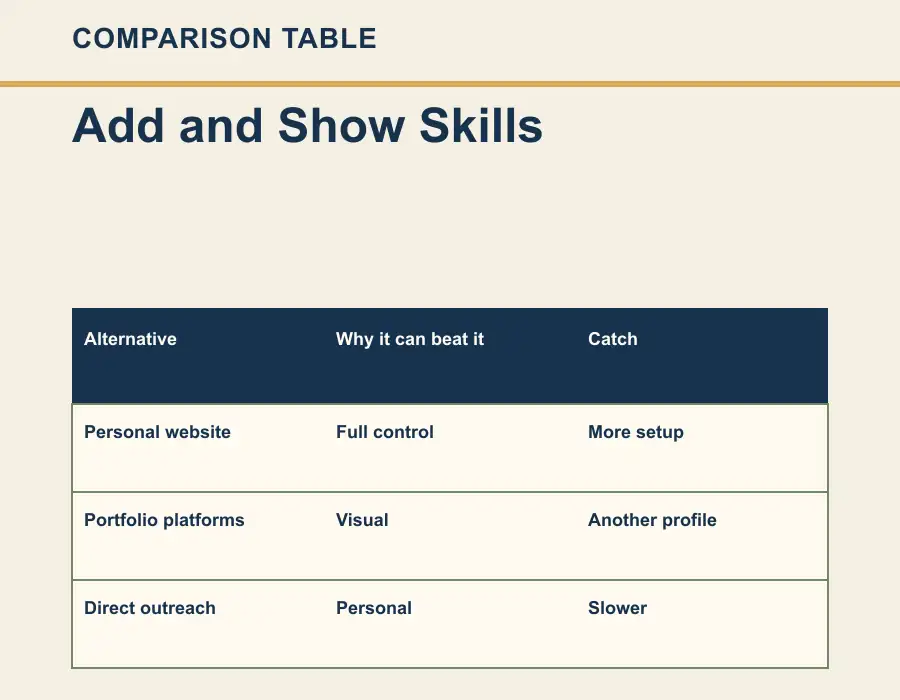 COMPARISON TABLE
Add and Show Skills
Alternative Why it can beat it Catch
Personal website Full control More setup
Portfolio platforms Visual Another profile
Direct outreach Personal Slower